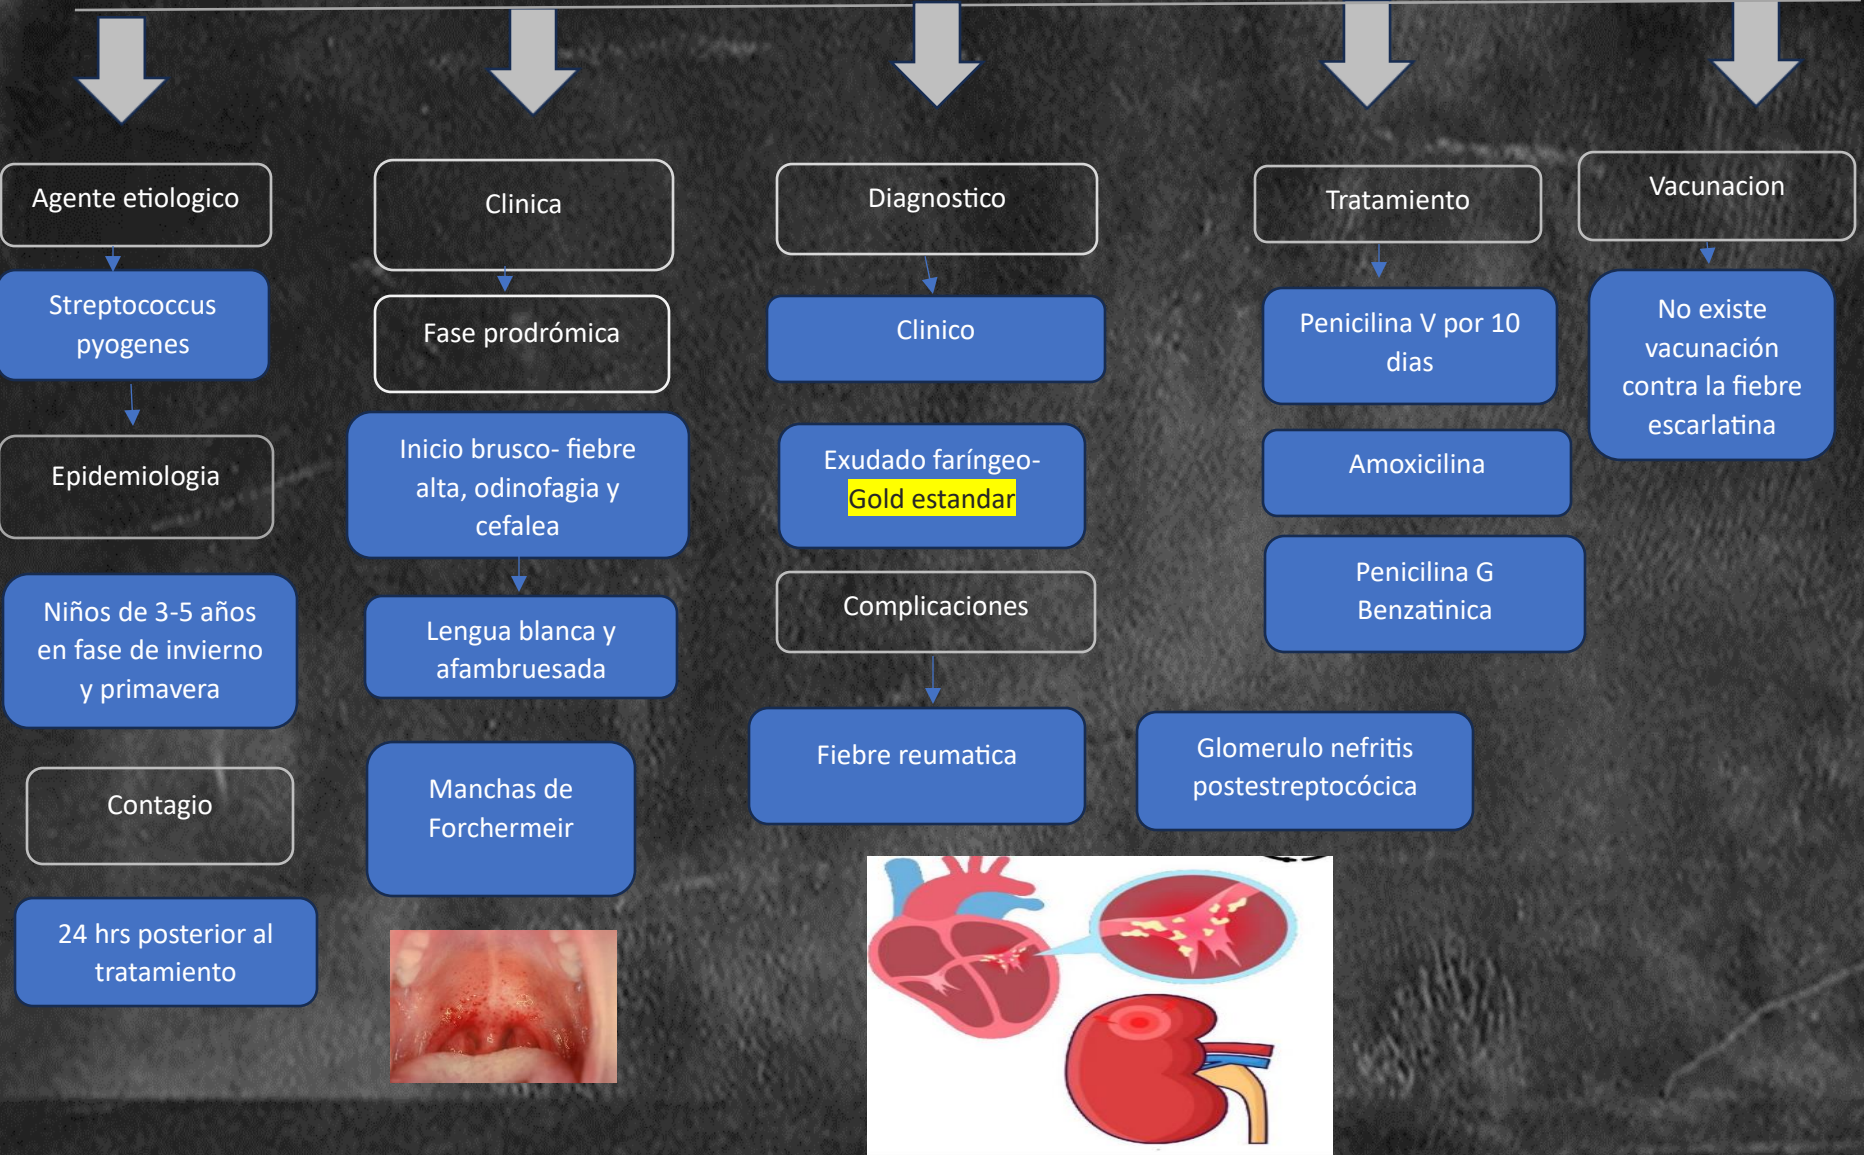 Agente etiologico
Streptococcus
pyogenes
Epidemiologia
Niños de 3-5 años
en fase de invierno
y primavera
Contagio
24 hrs posterior al
tratamiento
Clinica
Fase prodrómica
Inicio brusco- fiebre
alta, odinofagia y
cefalea
Lengua blanca y
afambruesada
Manchas de
Forchermeir
Diagnostico
Clinico
Exudado faríngeo-
Gold estandar
Complicaciones
Fiebre reumatica
Glomerulo nefritis
postestreptocócica
Tratamiento
Penicilina V por 10
dias
Amoxicilina
Penicilina G
Benzatinica
Vacunacion
No existe
vacunación
contra la fiebre
escarlatina